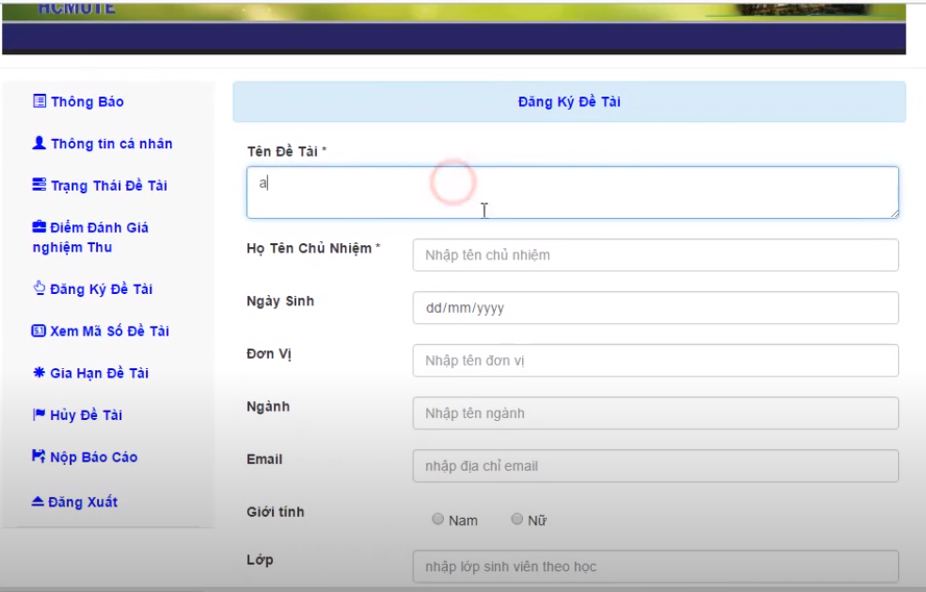 HCMUTE
Thông Báo
Thông tin cá nhân
Trạng Thái Đề Tài
Điểm Đánh Giá
nghiệm Thu
Đăng Ký Đề Tài
Xem Mã Số Đề Tài
Gia Hạn Đề Tài
Hủy Đề Tài
Nộp Báo Cáo
Đăng Xuất
Đăng Ký Đề Tài
Tên Đề Tài *
a
Họ Tên Chủ Nhiệm *
Nhập tên chủ nhiệm
Ngày Sinh
dd/mm/yyyy
Đơn Vị
Nhập tên đơn vị
Ngành
Nhập tên ngành
Email
nhập địa chỉ email
Giới tính
Nam
Nữ
Lớp
nhập lớp sinh viên theo học